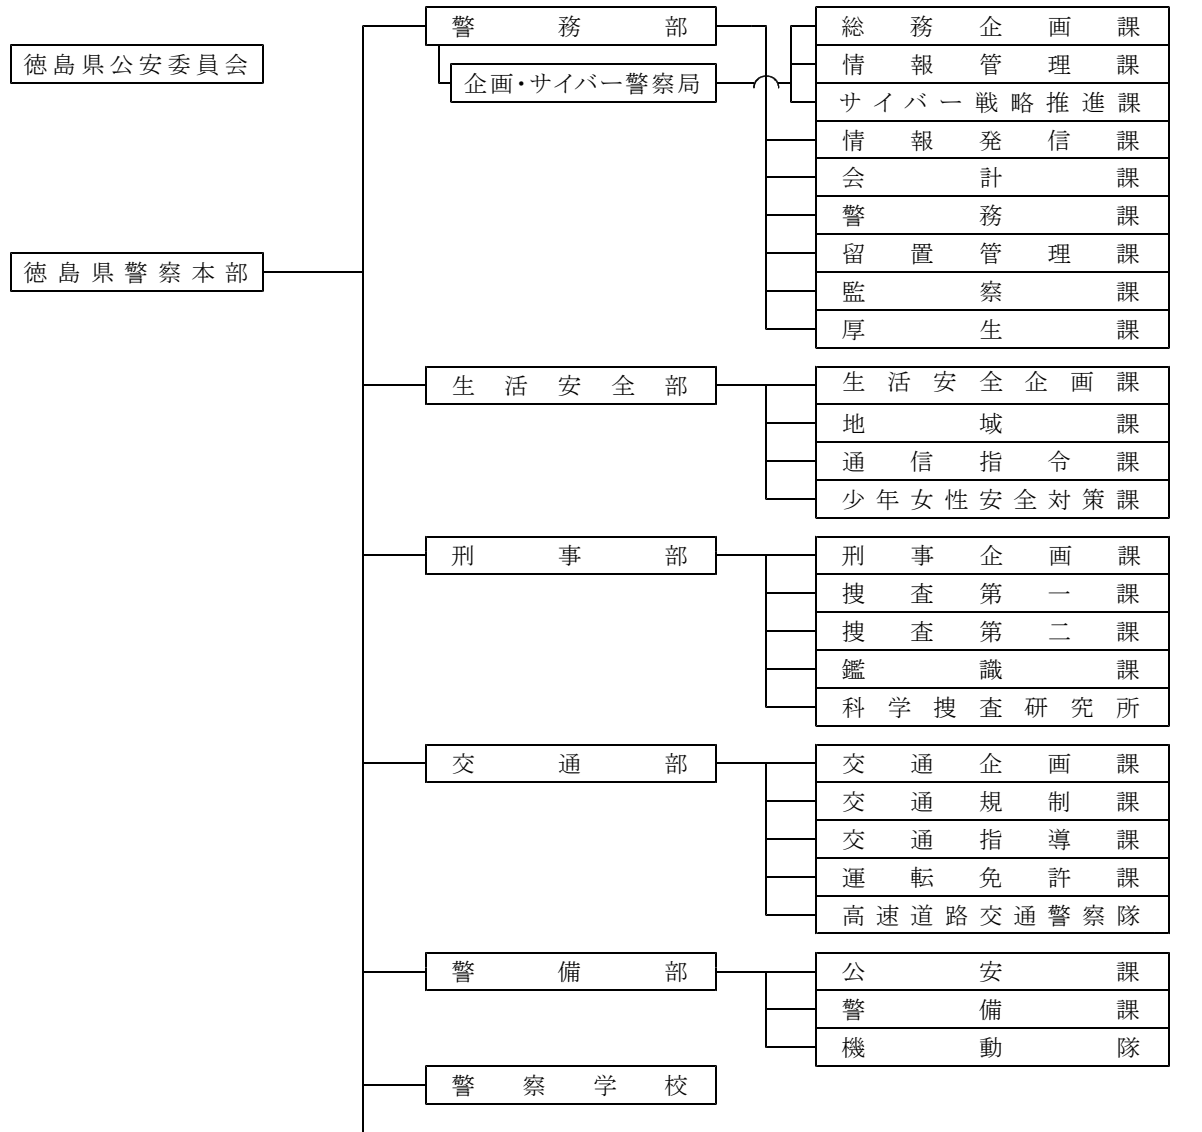 徳島県公安委員会
徳島県警察本部
警務部
企画・サイバー警察局
総務企画課
情報管理課
サイバー戦略推進課
情報発信課
会計課
警務課
留置管理課
監察課
厚生課
生活安全部
生活安全企画課
地域課
通信指令課
少年女性安全対策課
刑事部
刑事企画課
捜査第一課
捜査第二課
鑑識課
科学捜査研究所
交通部
交通企画課
交通規制課
交通指導課
運転免許課
高速道路交通警察隊
警備部
公安課
警備課
機動隊
警察学校